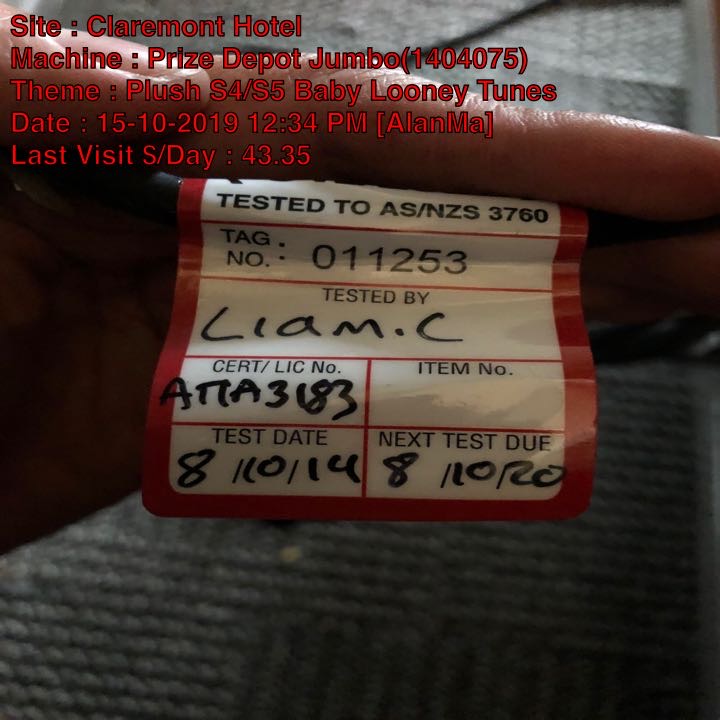 Site : Claremont Hotel
Machine : Prize Depot Jumbo(1404075)
Theme : Plush S4/S5 Baby Looney Tunes
Date : 15-10-2019 12:34 PM [AlanMa]
Last Visit S/Day : 43.35
TESTED TO AS/NZS 3760
TAG NO. : 011253
TESTED BY
Liam.C
CERT/ LIC No.
ITEM No.
ATTA3183
TEST DATE
NEXT TEST DUE
8/10/14
8/10/20